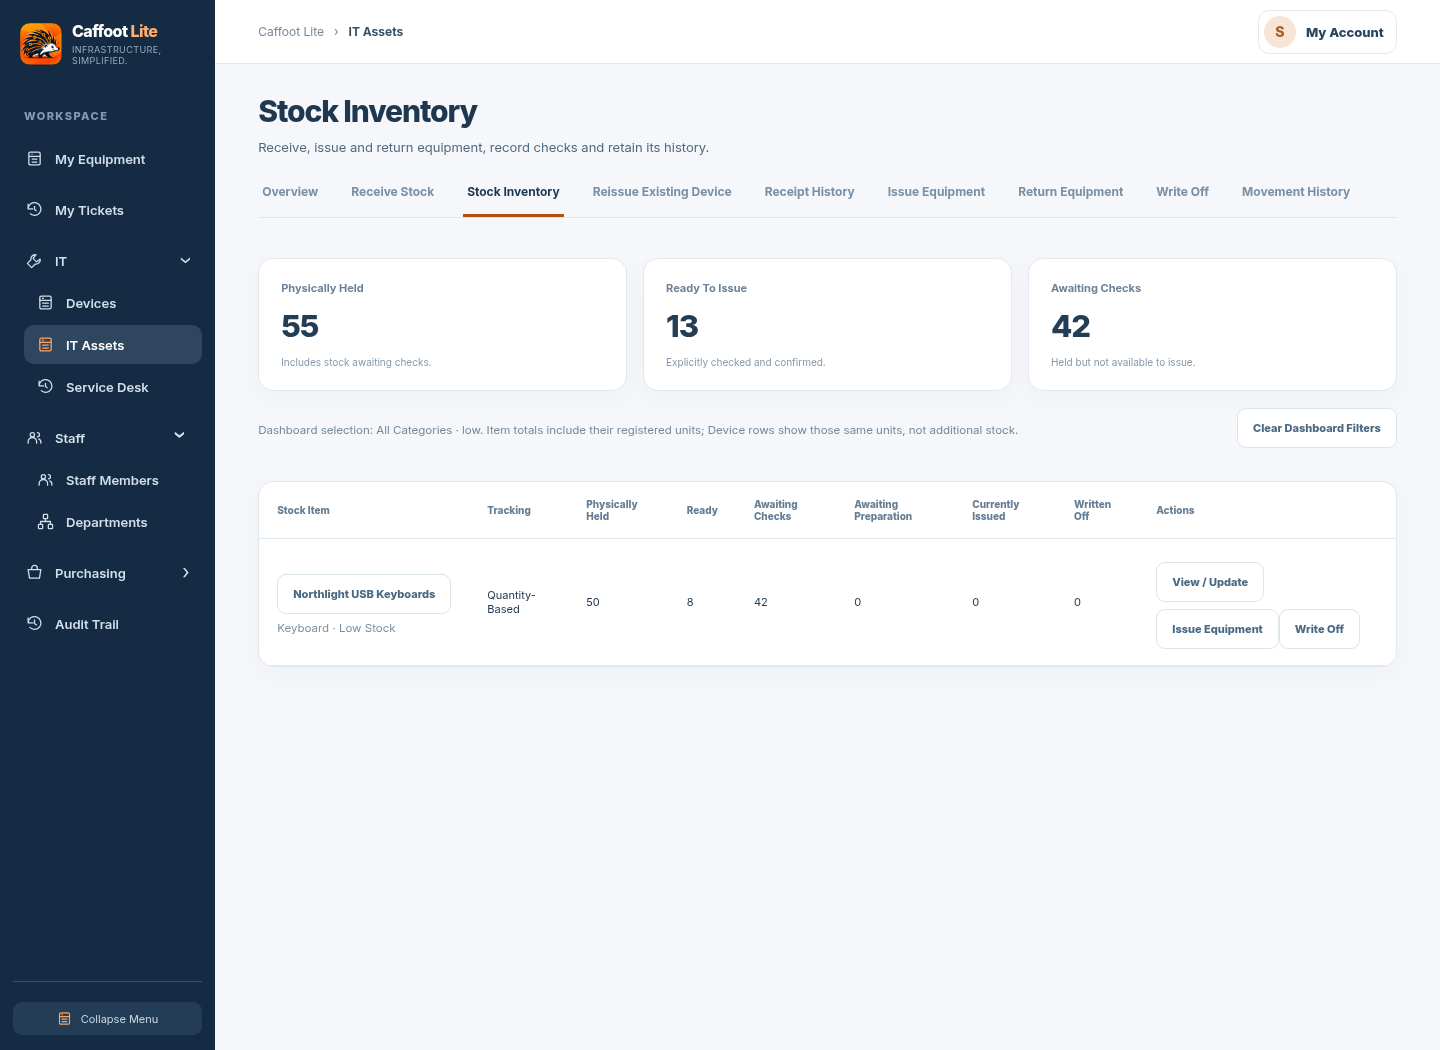 Caffoot Lite
INFRASTRUCTURE,
SIMPLIFIED.
WORKSPACE
My Equipment
My Tickets
IT
Devices
IT Assets
Service Desk
Staff
Staff Members
Departments
Purchasing
Audit Trail
Collapse Menu
Caffoot Lite › IT Assets
S My Account
Stock Inventory
Receive, issue and return equipment, record checks and retain its history.
Overview Receive Stock Stock Inventory Reissue Existing Device Receipt History Issue Equipment Return Equipment Write Off Movement History
Physically Held
55
Includes stock awaiting checks.
Ready To Issue
13
Explicitly checked and confirmed.
Awaiting Checks
42
Held but not available to issue.
Dashboard selection: All Categories · low. Item totals include their registered units; Device rows show those same units, not additional stock.
Clear Dashboard Filters
Stock Item
Tracking
Physically
Held
Ready
Awaiting
Checks
Awaiting
Preparation
Currently
Issued
Written
Off
Actions
Northlight USB Keyboards
Keyboard · Low Stock
Quantity-
Based
50
8
42
0
0
0
View / Update
Issue Equipment
Write Off